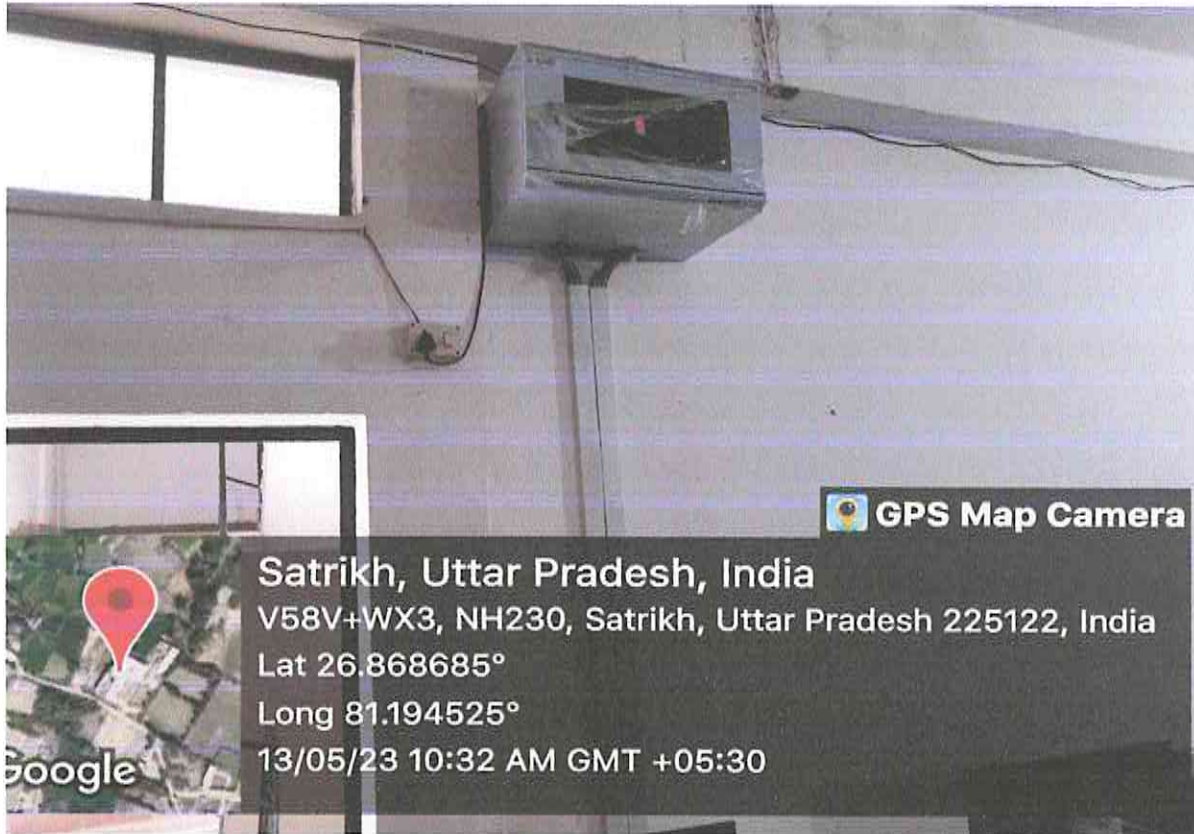 GPS Map Camera
Satrikh, Uttar Pradesh, India
V58V+WX3, NH230, Satrikh, Uttar Pradesh 225122, India
Lat 26.868685°
Long 81.194525°
13/05/23 10:32 AM GMT +05:30
Google